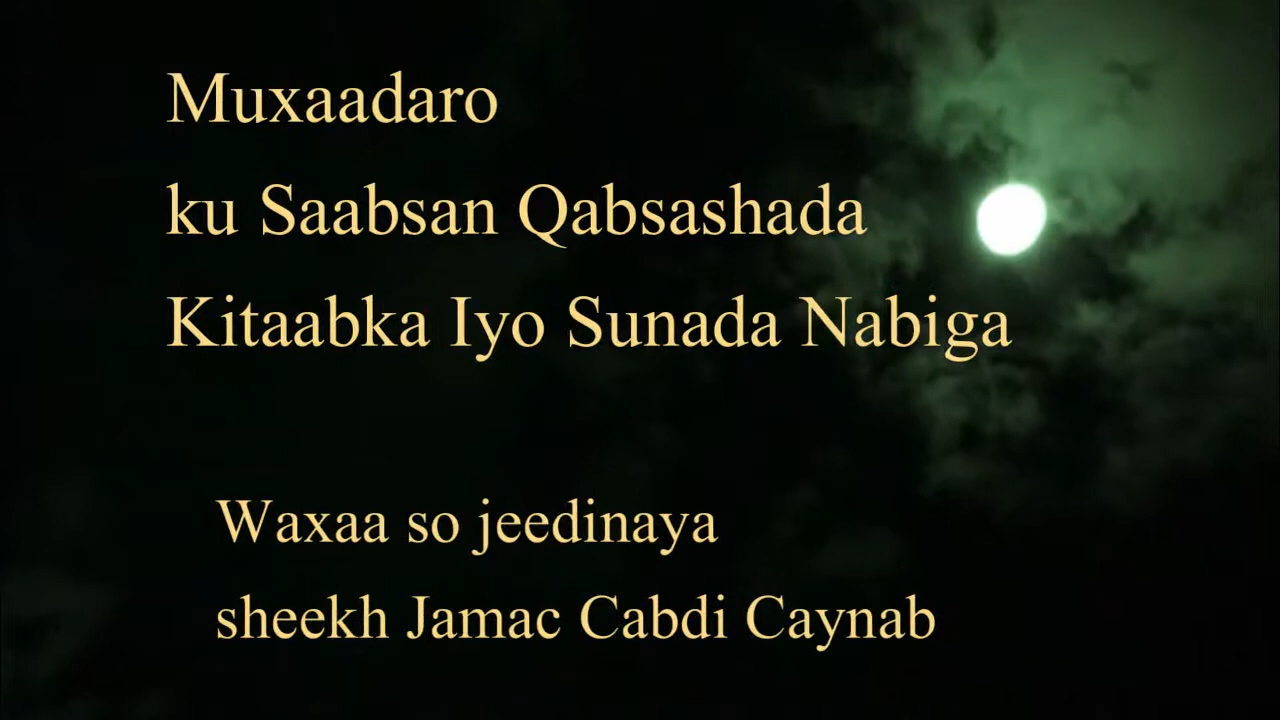 Muxaadaro
ku Saabsan Qabsashada
Kitaabka Iyo Sunada Nabiga
Waxaa so jeedinaya
sheekh Jamac Cabdi Caynab